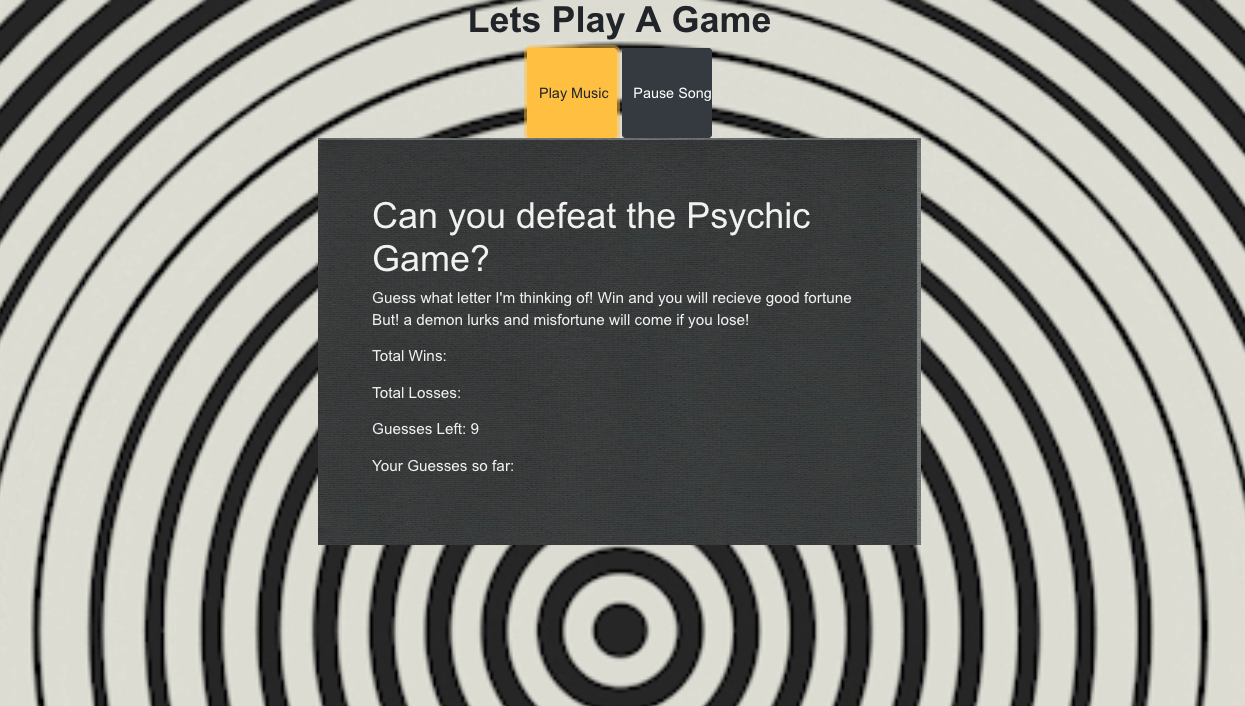 Lets Play A Game
Play Music
Pause Song
Can you defeat the Psychic
Game?
Guess what letter I'm thinking of! Win and you will recieve good fortune
But! a demon lurks and misfortune will come if you lose!
Total Wins:
Total Losses:
Guesses Left: 9
Your Guesses so far: